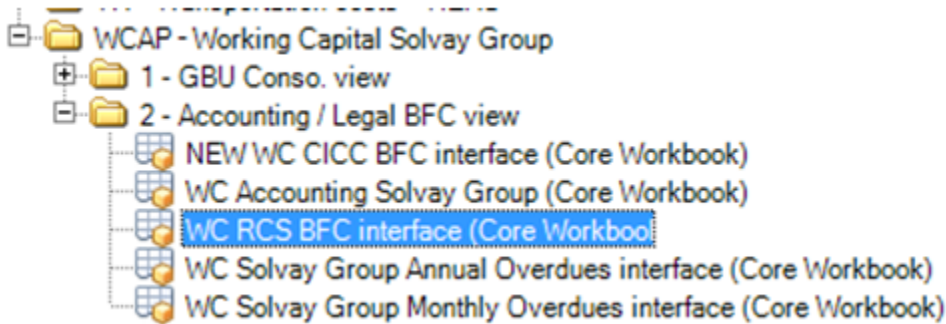 WCAP - Working Capital Solvay Group
1 - GBU Conso. view
2 - Accounting / Legal BFC view
NEW WC CICC BFC interface (Core Workbook)
WC Accounting Solvay Group (Core Workbook)
WC RCS BFC interface (Core Workboo
WC Solvay Group Annual Overdues interface (Core Workbook)
WC Solvay Group Monthly Overdues interface (Core Workbook)